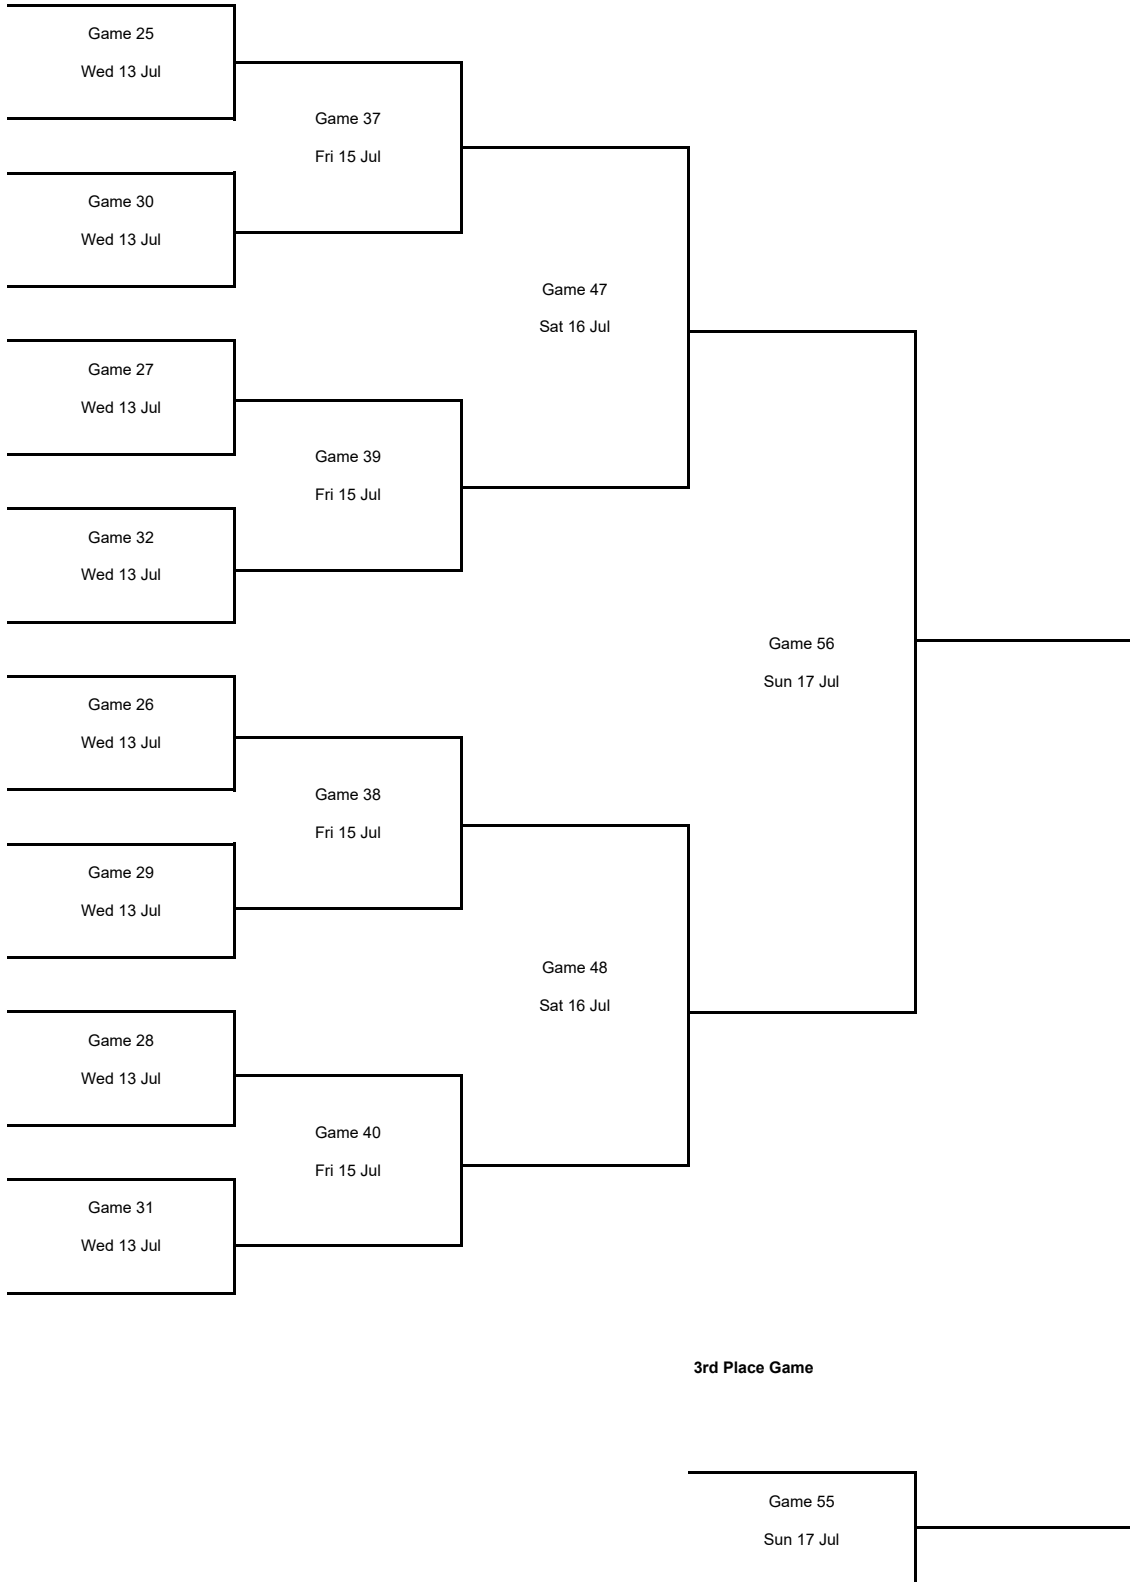 Game 25
Wed 13 Jul
Game 37
Fri 15 Jul
Game 30
Wed 13 Jul
Game 47
Sat 16 Jul
Game 27
Wed 13 Jul
Game 39
Fri 15 Jul
Game 32
Wed 13 Jul
Game 56
Sun 17 Jul
Game 26
Wed 13 Jul
Game 38
Fri 15 Jul
Game 29
Wed 13 Jul
Game 48
Sat 16 Jul
Game 28
Wed 13 Jul
Game 40
Fri 15 Jul
Game 31
Wed 13 Jul
3rd Place Game
Game 55
Sun 17 Jul